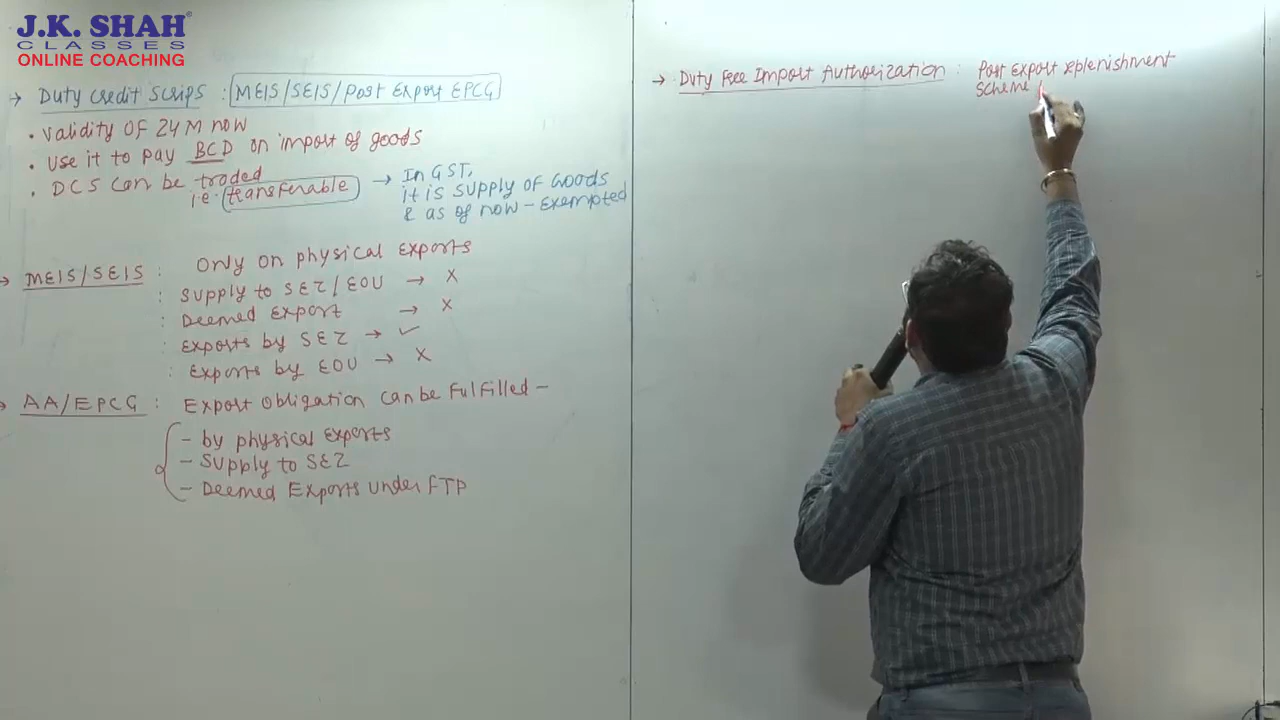 J.K. SHAH®
CLASSES
ONLINE COACHING
→ Duty Credit Scrips : MEIS/SEIS/Post Export EPCG
• Validity OF 24 M now
• Use it to pay BCD on import of goods
• DCS can be traded
i.e. transferable
→ In GST,
it is supply of Goods
& as of now - Exempted
→ MEIS/SEIS : Only on physical Exports
: Supply to SEZ/EOU → X
: Deemed Export → X
: Exports by SEZ → ✓
: Exports by EOU → X
→ AA/EPCG : Export Obligation can be fulfilled -
- by physical Exports
- Supply to SEZ
- Deemed Exports under FTP
→ Duty Free Import Authorization : Post Export Replenishment
Scheme